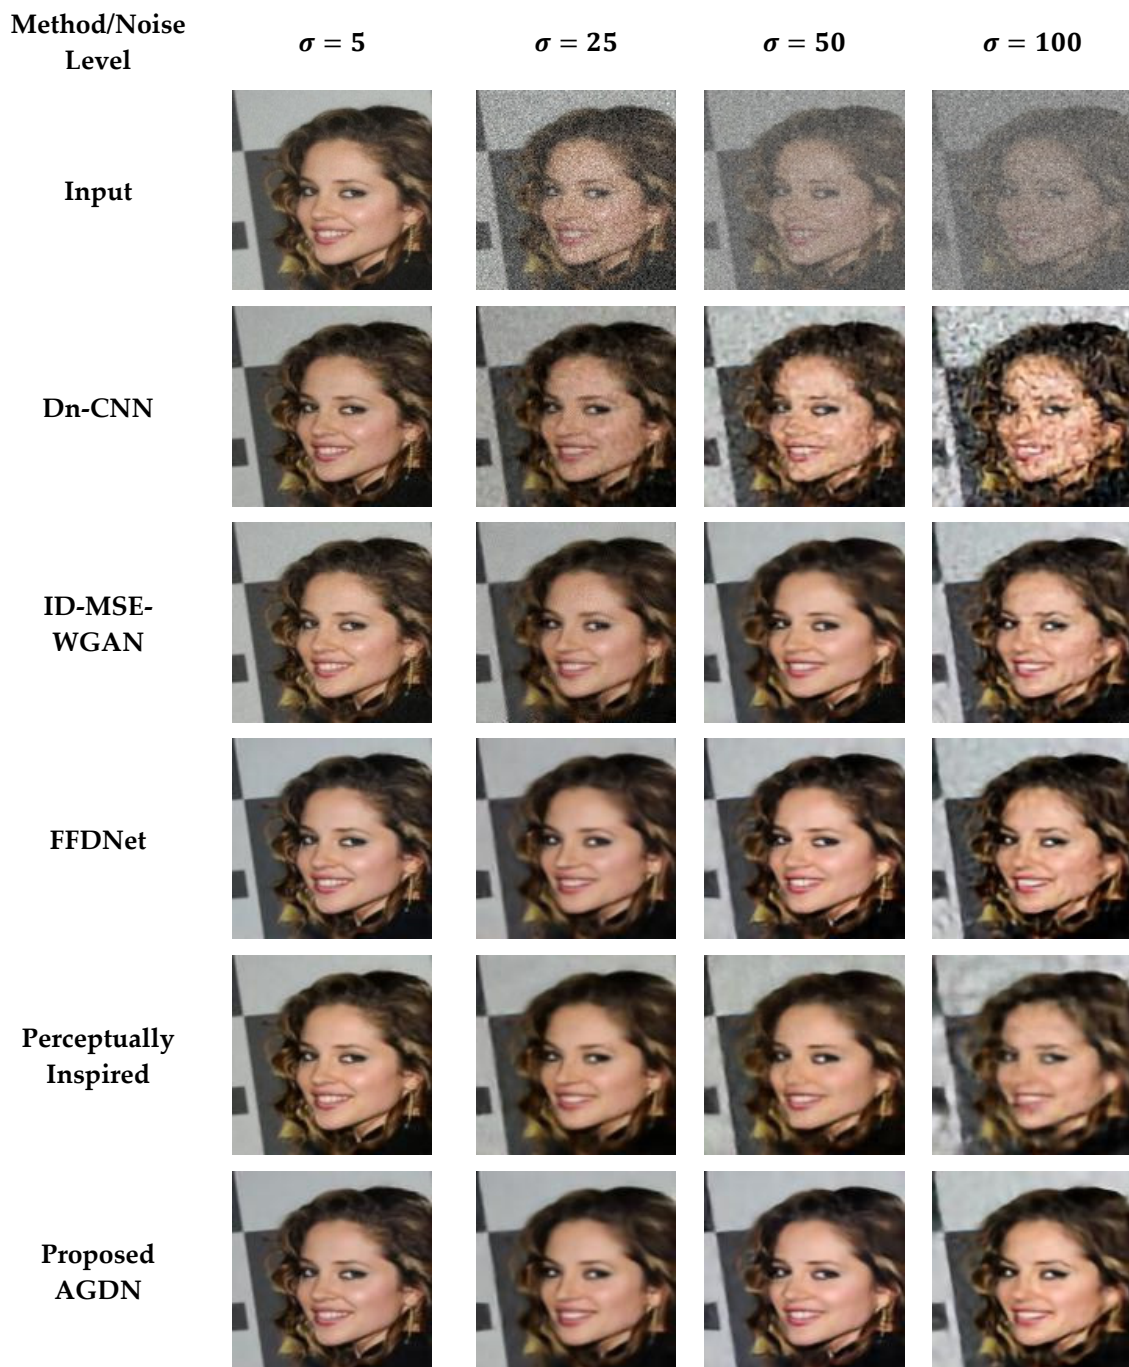 Method/Noise
Level
σ = 5
σ = 25
σ = 50
σ = 100
Input
Dn-CNN
ID-MSE-
WGAN
FFDNet
Perceptually
Inspired
Proposed
AGDN